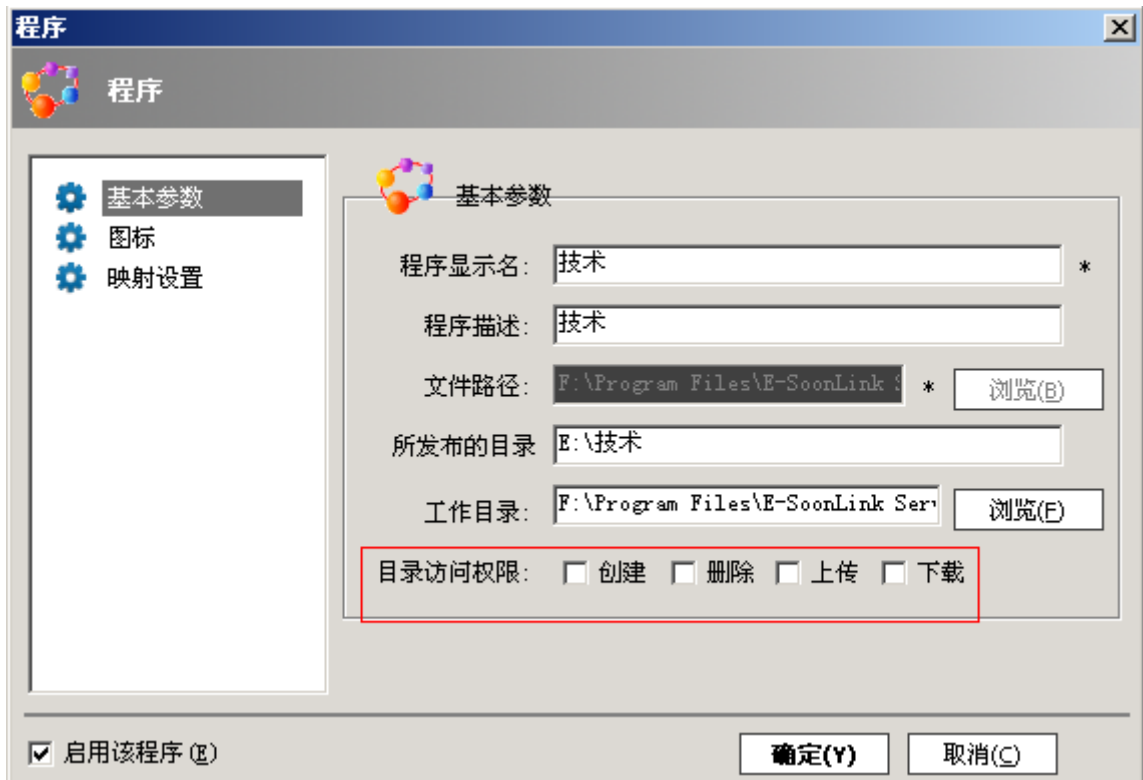 程序
程序
基本参数
图标
映射设置
基本参数
程序显示名: 技术 *
程序描述: 技术
文件路径: F:\Program Files\E-SoonLink S * 浏览(B)
所发布的目录 E:\技术
工作目录: F:\Program Files\E-SoonLink Serv 浏览(F)
目录访问权限: 创建 删除 上传 下载
启用该程序(E) 确定(Y) 取消(C)